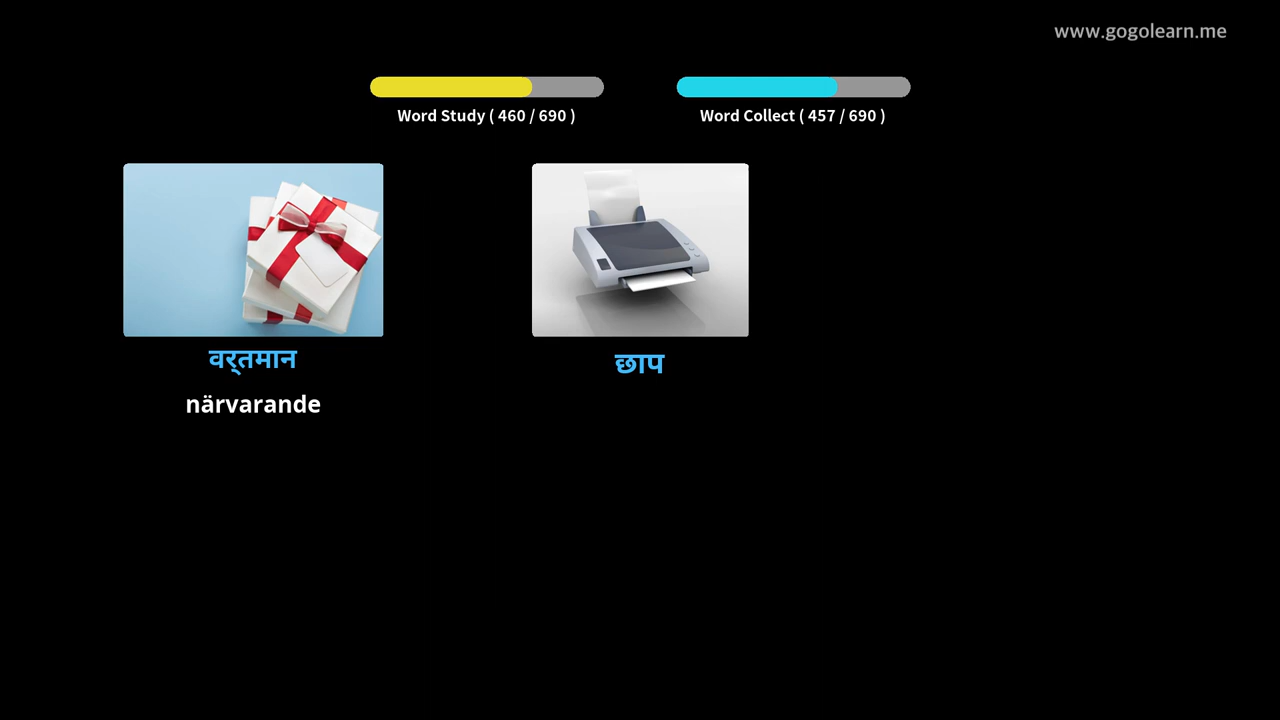 www.gogolearn.me
Word Study ( 460 / 690 )
Word Collect ( 457 / 690 )
वर्तमान
छाप
närvarande